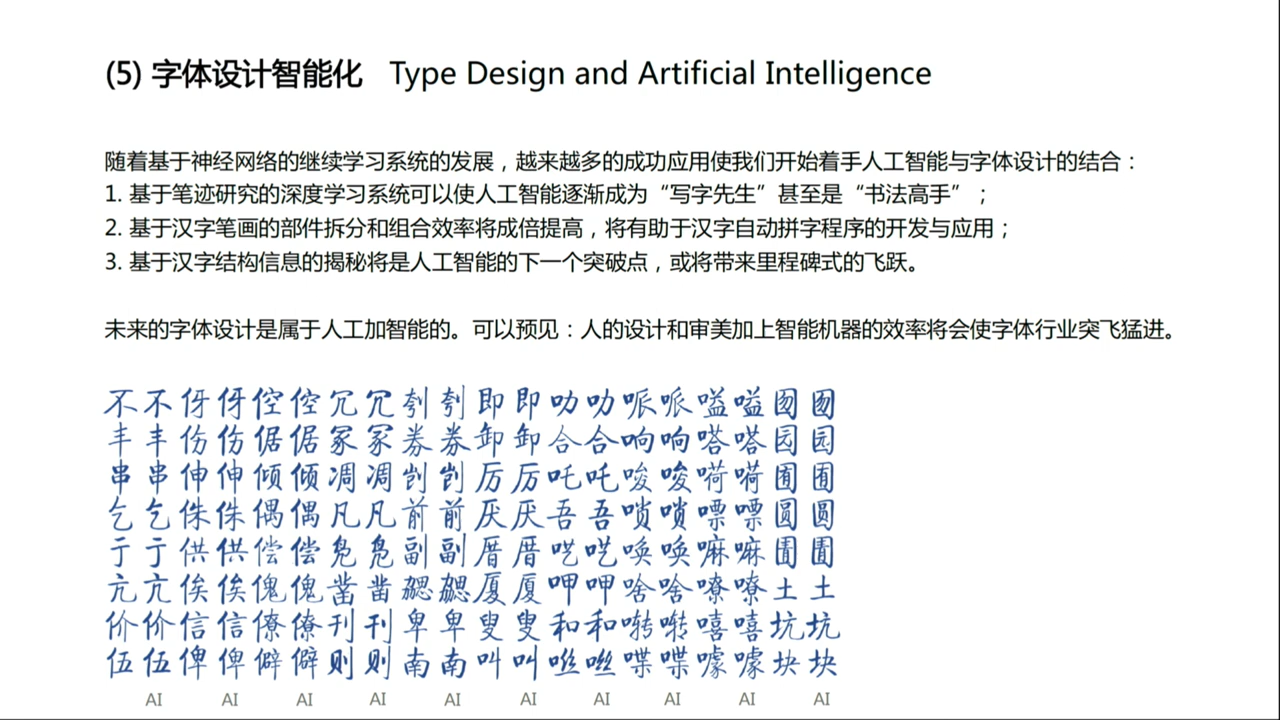 (5) 字体设计智能化 Type Design and Artificial Intelligence
随着基于神经网络的继续学习系统的发展，越来越多的成功应用使我们开始着手人工智能与字体设计的结合：
1. 基于笔迹研究的深度学习系统可以使人工智能逐渐成为“写字先生”甚至是“书法高手”；
2. 基于汉字笔画的部件拆分和组合效率将成倍提高，将有助于汉字自动拼字程序的开发与应用；
3. 基于汉字结构信息的揭秘将是人工智能的下一个突破点，或将带来里程碑式的飞跃。
未来的字体设计是属于人工加智能的。可以预见：人的设计和审美加上智能机器的效率将会使字体行业突飞猛进。
不不伢伢倥倥冗冗刳刳即即叻叻哌哌嗌嗌囫囫
丰丰伤伤倨倨冢冢券券卸卸合合响响嗒嗒园园
串串伸伸倾倾凋凋剀剀厉厉吒吒唆唆嗬嗬囿囿
乞乞侏侏偶偶凡凡前前厌厌吾吾唢唢嘌嘌圆圆
亍亍供供偿偿凫凫副副厝厝呓呓唤唤嘛嘛圊圊
亢亢俟俟傀傀凿凿勰勰厦厦呷呷啥啥嘹嘹土土
价价信信僚僚刊刊卑卑叟叟和和啭啭嘻嘻坑坑
伍伍俾俾僻僻则则南南叫叫咝咝喋喋噱噱块块
AI AI AI AI AI AI AI AI AI AI